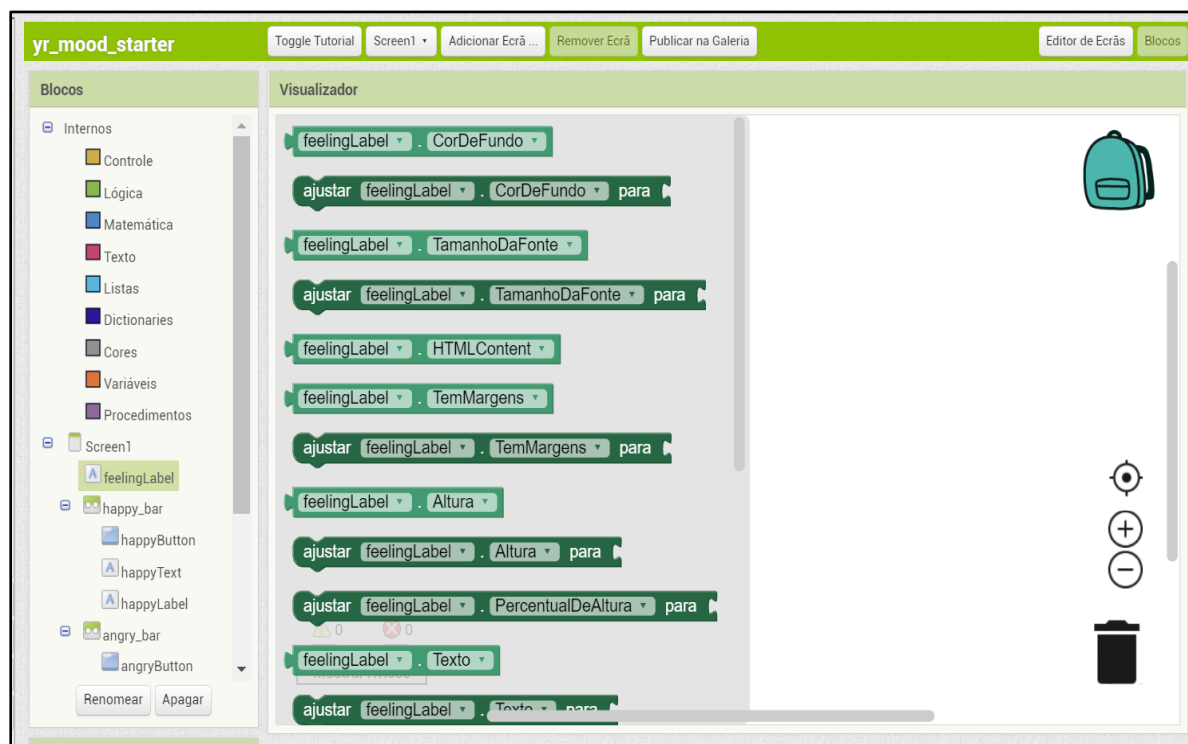 yr_mood_starter
Toggle Tutorial
Screen1
Adicionar Ecrã ...
Remover Ecrã
Publicar na Galeria
Editor de Ecrãs
Blocos
Blocos
Internos
Controle
Lógica
Matemática
Texto
Listas
Dictionaries
Cores
Variáveis
Procedimentos
Screen1
feelingLabel
happy_bar
happyButton
happyText
happyLabel
angry_bar
angryButton
Renomear
Apagar
Visualizador
feelingLabel . CorDeFundo
ajustar feelingLabel . CorDeFundo para
feelingLabel . TamanhoDaFonte
ajustar feelingLabel . TamanhoDaFonte para
feelingLabel . HTMLContent
feelingLabel . TemMargens
ajustar feelingLabel . TemMargens para
feelingLabel . Altura
ajustar feelingLabel . Altura para
ajustar feelingLabel . PercentualDeAltura para
0 0
feelingLabel . Texto
ajustar feelingLabel . Texto para